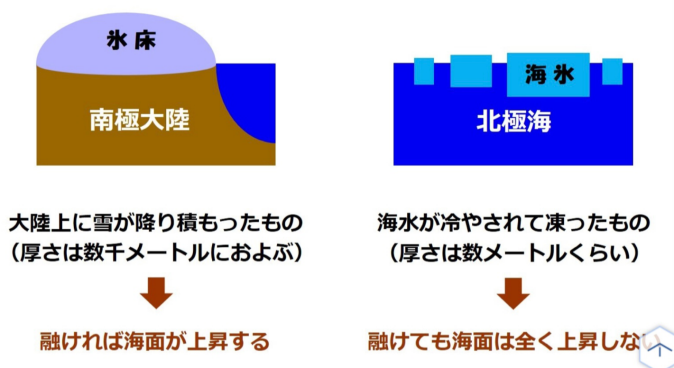 氷床
南極大陸
大陸上に雪が降り積もったもの
（厚さは数千メートルにおよぶ）
融ければ海面が上昇する
海氷
北極海
海水が冷やされて凍ったもの
（厚さは数メートルくらい）
融けても海面は全く上昇しない